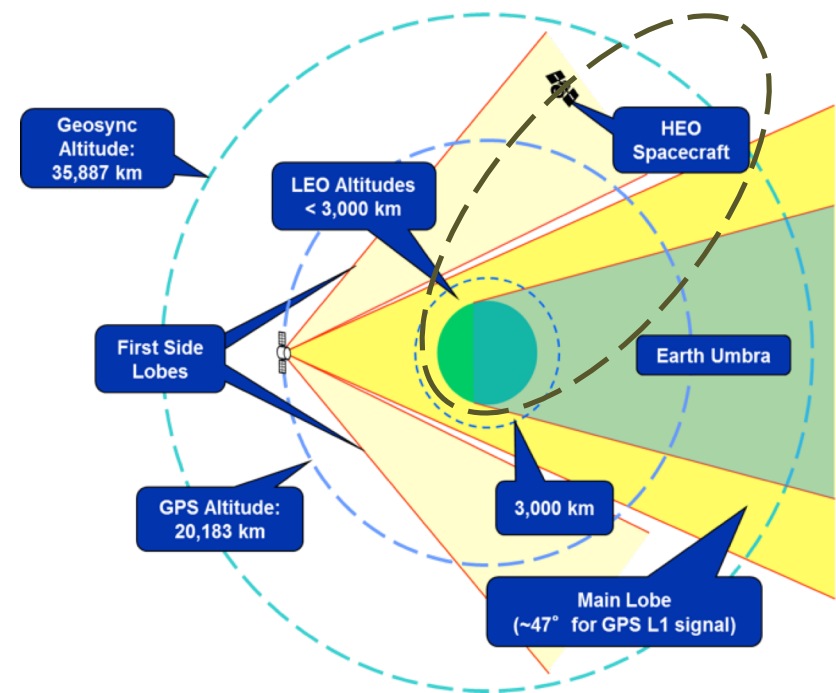 Geosync
Altitude:
35,887 km
HEO
Spacecraft
LEO Altitudes
< 3,000 km
First Side
Lobes
Earth Umbra
GPS Altitude:
20,183 km
3,000 km
Main Lobe
(~47° for GPS L1 signal)